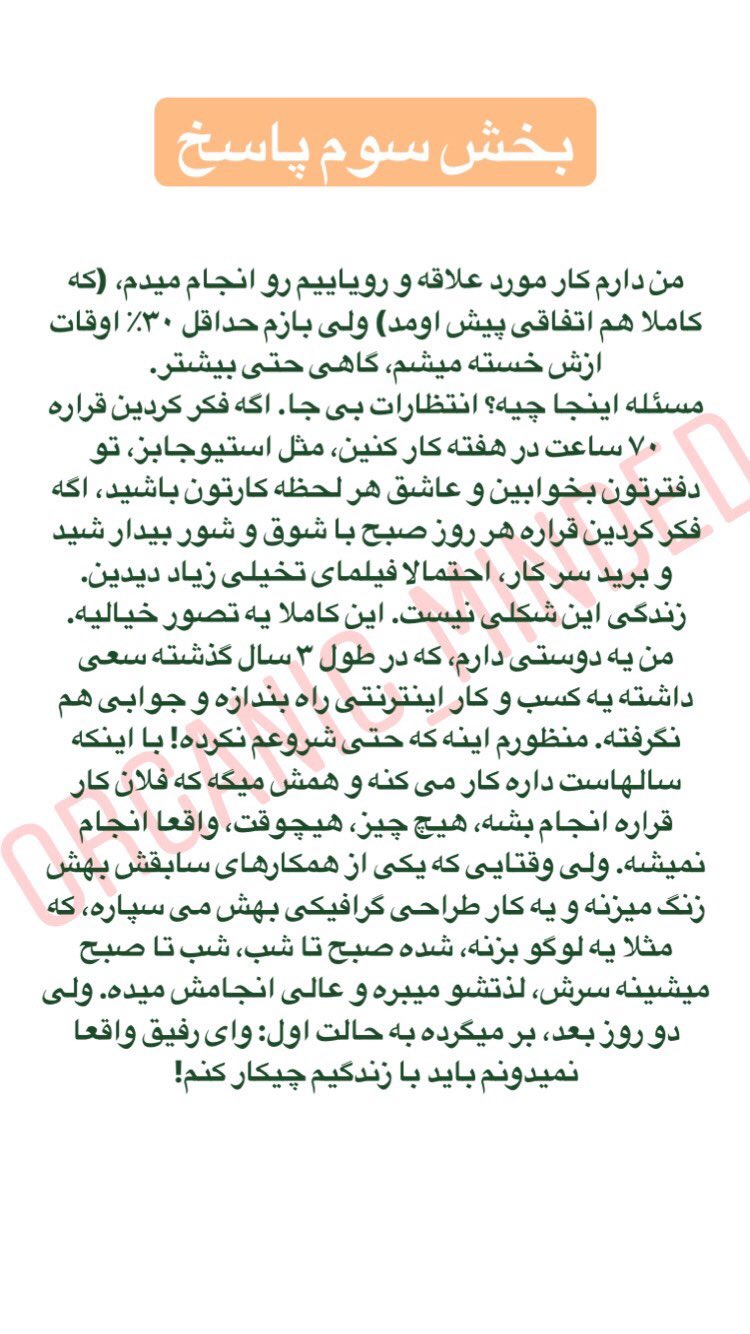 بخش سوم پاسخ
من دارم کار مورد علاقه و رویاییم رو انجام میدم، (که
کاملا هم اتفاقی پیش اومد) ولی بازم حداقل ۳۰٪ اوقات
ازش خسته میشم، گاهی حتی بیشتر.
مسئله اینجا چیه؟ انتظارات بی جا. اگه فکر کردین قراره
۷۰ ساعت در هفته کار کنین، مثل استیوجابز، تو
دفترتون بخوابین و عاشق هر لحظه کارتون باشید، اگه
فکر کردین قراره هر روز صبح با شوق و شور بیدار شید
و برید سر کار، احتمالا فیلمای تخیلی زیاد دیدین.
زندگی این شکلی نیست. این کاملا یه تصور خیالیه.
من یه دوستی دارم، که در طول ۳ سال گذشته سعی
داشته یه کسب و کار اینترنتی راه بندازه و جوابی هم
نگرفته. منظورم اینه که حتی شروعم نکرده! با اینکه
سالهاست داره کار می کنه و همش میگه که فلان کار
قراره انجام بشه، هیچ چیز، هیچوقت، واقعا انجام
نمیشه. ولی وقتایی که یکی از همکارهای سابقش بهش
زنگ میزنه و یه کار طراحی گرافیکی بهش می سپاره، که
مثلا یه لوگو بزنه، شده صبح تا شب، شب تا صبح
میشینه سرش، لذتشو میبره و عالی انجامش میده. ولی
دو روز بعد، بر میگرده به حالت اول: وای رفیق واقعا
نمیدونم باید با زندگیم چیکار کنم!
ORGANIC_MINDED